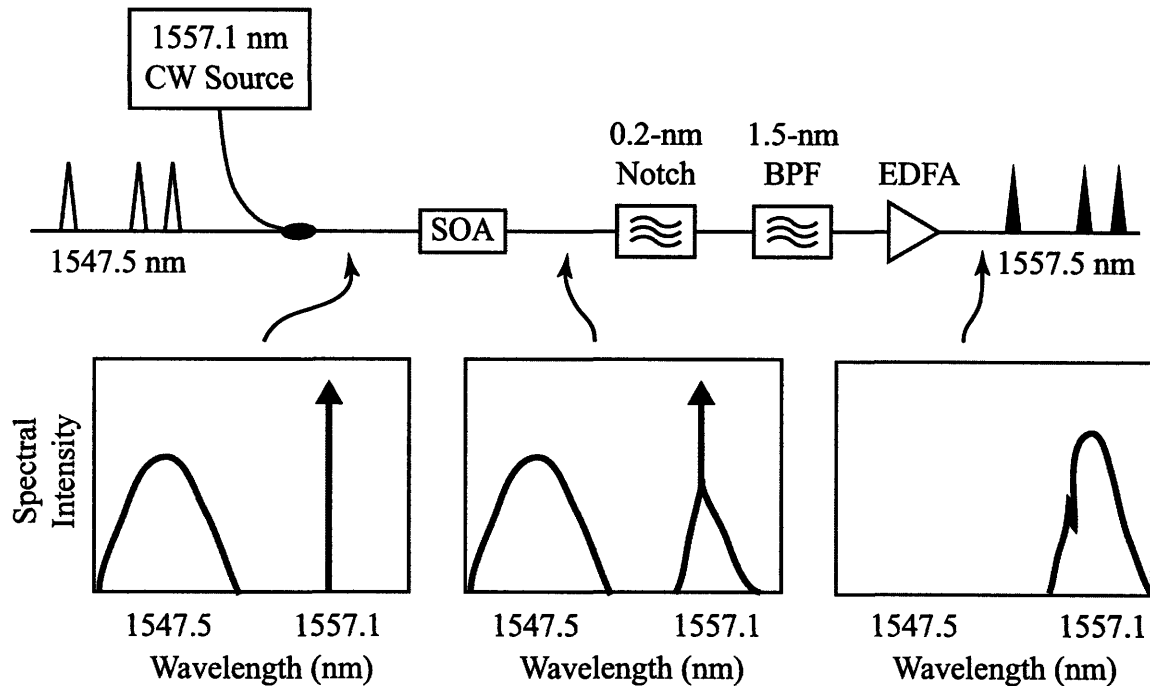 1557.1 nm
CW Source
0.2-nm
Notch
1.5-nm
BPF
EDFA
SOA
1547.5 nm
1557.5 nm
Spectral
Intensity
1547.5
1557.1
Wavelength (nm)
1547.5
1557.1
Wavelength (nm)
1547.5
1557.1
Wavelength (nm)